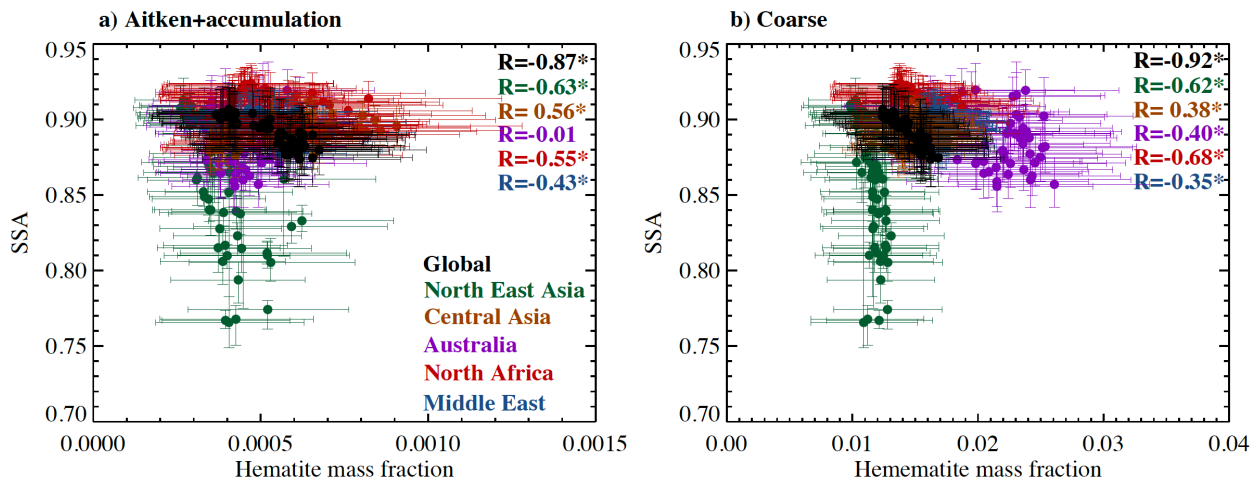 a) Aitken+accumulation
0.95
0.90
0.85
0.80
0.75
0.70
SSA
R=-0.87*
R=-0.63*
R= 0.56*
R=-0.01
R=-0.55*
R=-0.43*
Global
North East Asia
Central Asia
Australia
North Africa
Middle East
0.0000
0.0005
0.0010
0.0015
Hematite mass fraction
b) Coarse
0.95
0.90
0.85
0.80
0.75
0.70
SSA
R=-0.92*
R=-0.62*
R= 0.38*
R=-0.40*
R=-0.68*
R=-0.35*
0.00
0.01
0.02
0.03
0.04
Hemematite mass fraction